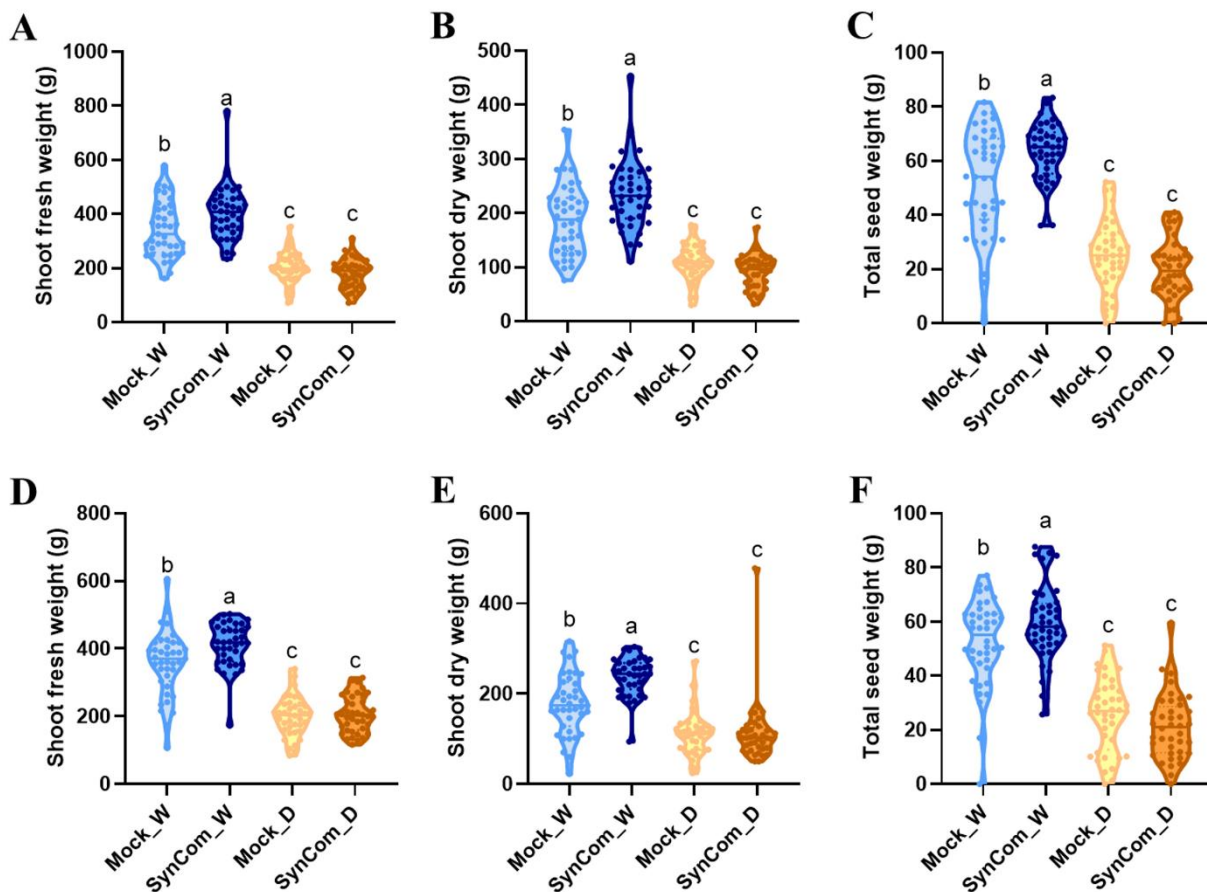 A
Shoot fresh weight (g)
1000
800
600
400
200
0
b
a
c
c
Mock_W
SynCom_W
Mock_D
SynCom_D
B
Shoot dry weight (g)
500
400
300
200
100
0
b
a
c
c
Mock_W
SynCom_W
Mock_D
SynCom_D
C
Total seed weight (g)
100
80
60
40
20
0
b
a
c
c
Mock_W
SynCom_W
Mock_D
SynCom_D
D
Shoot fresh weight (g)
800
600
400
200
0
b
a
c
c
Mock_W
SynCom_W
Mock_D
SynCom_D
E
Shoot dry weight (g)
600
400
200
0
b
a
c
c
Mock_W
SynCom_W
Mock_D
SynCom_D
F
Total seed weight (g)
100
80
60
40
20
0
b
a
c
c
Mock_W
SynCom_W
Mock_D
SynCom_D